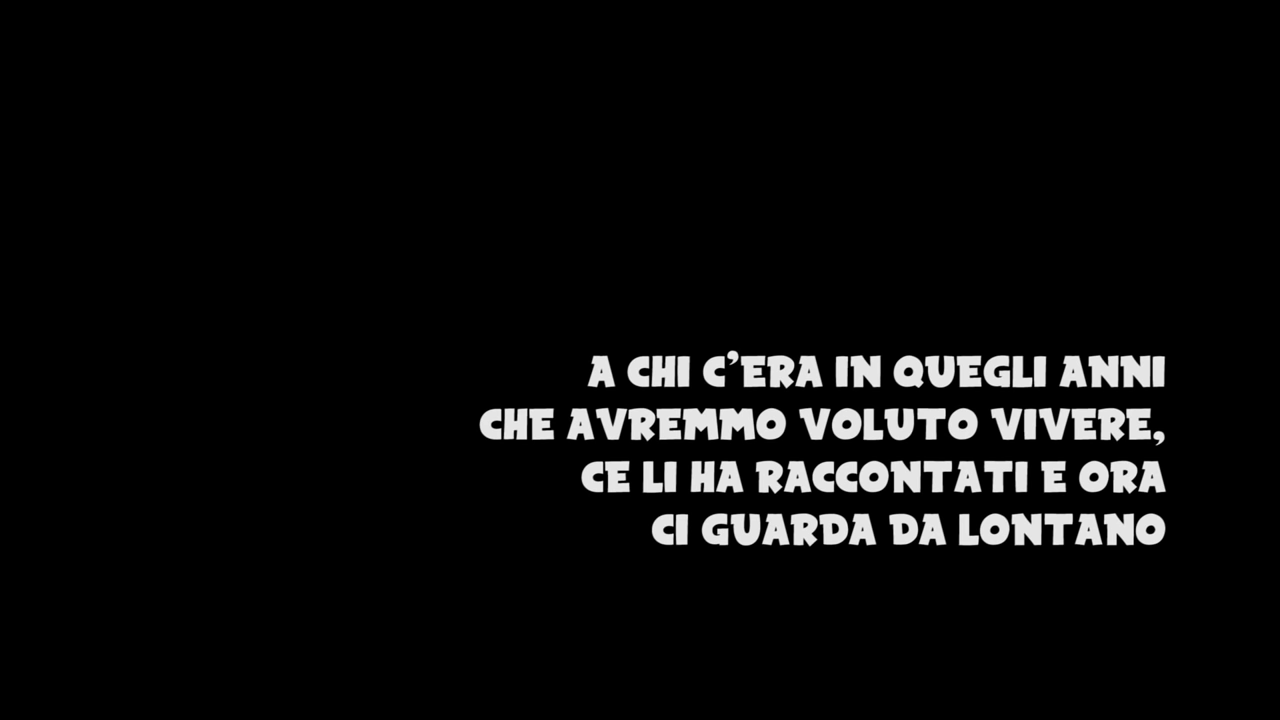 A CHI C'ERA IN QUEGLI ANNI
CHE AVREMMO VOLUTO VIVERE,
CE LI HA RACCONTATI E ORA
CI GUARDA DA LONTANO